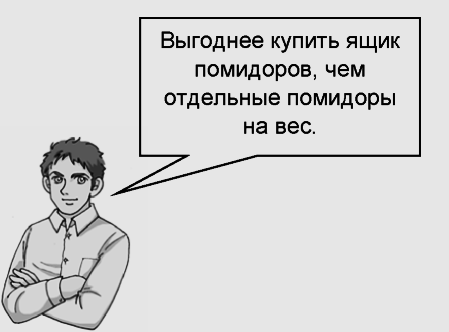 Выгоднее купить ящик
помидоров, чем
отдельные помидоры
на вес.